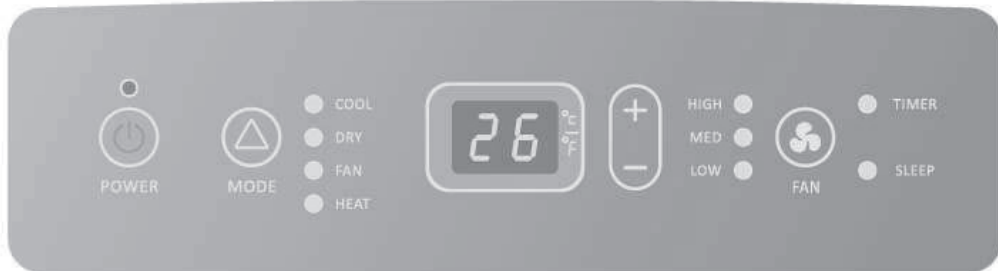 POWER
MODE
COOL
DRY
FAN
HEAT
26
°C
°F
+
−
HIGH
MED
LOW
FAN
TIMER
SLEEP